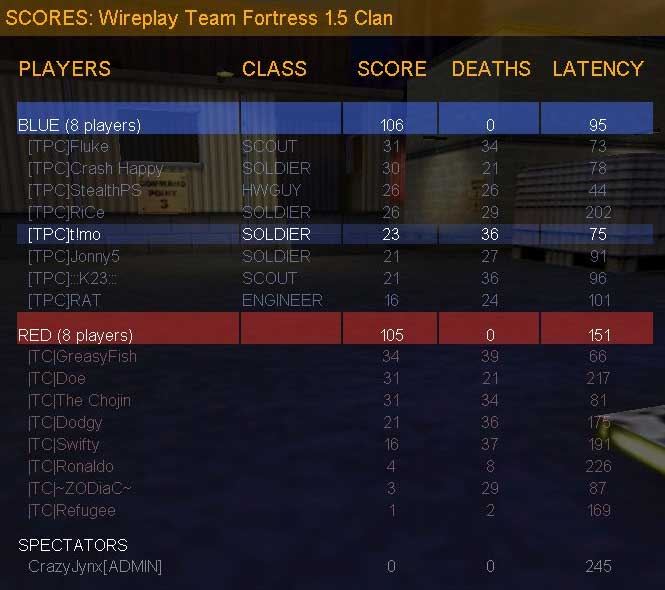 SCORES: Wireplay Team Fortress 1.5 Clan
PLAYERS CLASS SCORE DEATHS LATENCY
BLUE (8 players) 106 0 95
[TPC]Fluke SCOUT 31 34 73
[TPC]Crash Happy SOLDIER 30 21 78
[TPC]StealthPS HWGUY 26 26 44
[TPC]RiCe SOLDIER 26 29 202
[TPC]t!mo SOLDIER 23 36 75
[TPC]Jonny5 SOLDIER 21 27 91
[TPC]:::K23::: SCOUT 21 36 96
[TPC]RAT ENGINEER 16 24 101
RED (8 players) 105 0 151
|TC|GreasyFish 34 39 66
|TC|Doe 31 21 217
|TC|The Chojin 31 34 81
|TC|Dodgy 21 36 175
|TC|Swifty 16 37 191
|TC|Ronaldo 4 8 226
|TC|~ZODiaC~ 3 29 87
|TC|Refugee 1 2 169
SPECTATORS
CrazyJynx[ADMIN] 0 0 245
COMMAND
POINT
3